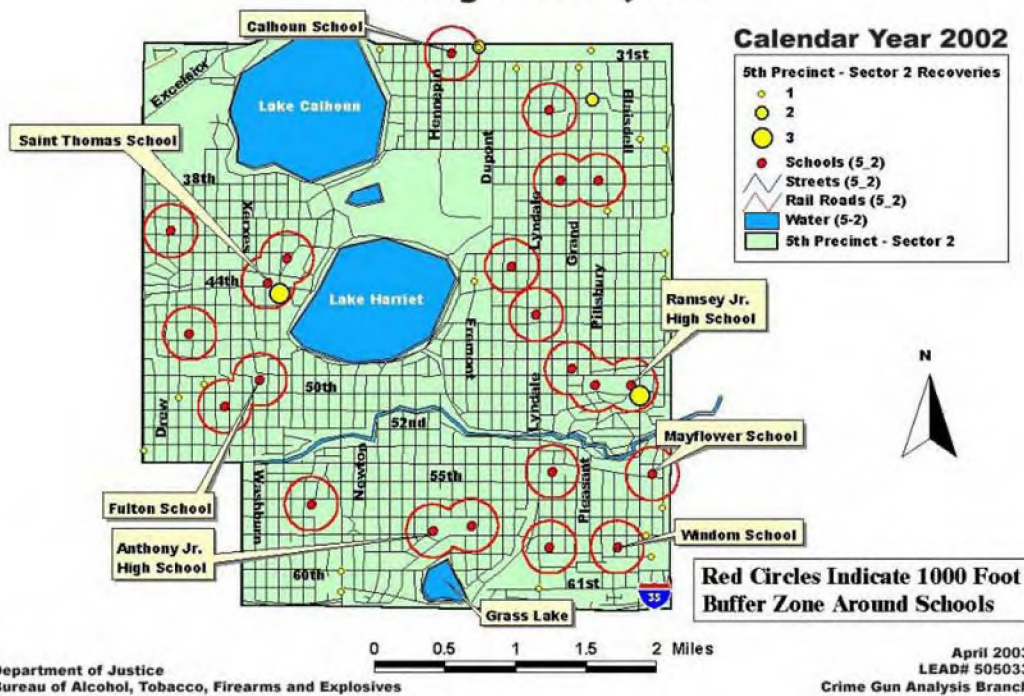 Calhoun School
Calendar Year 2002
31st
5th Precinct - Sector 2 Recoveries
1
2
3
Schools (5_2)
Streets (5_2)
Rail Roads (5_2)
Water (5-2)
5th Precinct - Sector 2
Excelsior
Lake Calhoun
Hennepin
Blaisdell
Saint Thomas School
Dupont
38th
Xerxes
Lyndale
Grand
44th
Lake Harriet
Pillsbury
Ramsey Jr.
High School
Fremont
N
50th
Lyndale
Drew
52nd
Mayflower School
55th
Newton
Washburn
Pleasant
Fulton School
Windom School
Anthony Jr.
High School
60th
61st
35
Red Circles Indicate 1000 Foot
Buffer Zone Around Schools
Grass Lake
0 0.5 1 1.5 2 Miles
Department of Justice
Bureau of Alcohol, Tobacco, Firearms and Explosives
April 2003
LEAD# 505033
Crime Gun Analysis Branch